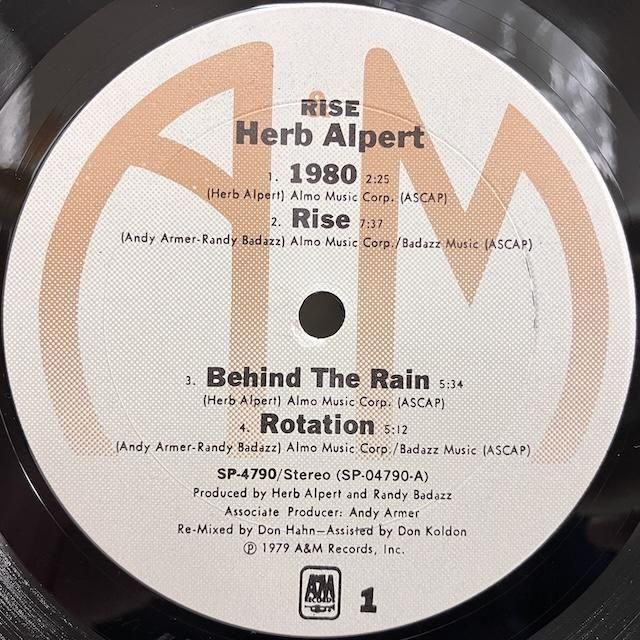 A&M
RiSE
Herb Alpert
1. 1980 2:25
(Herb Alpert) Almo Music Corp. (ASCAP)
2. Rise 7:37
(Andy Armer-Randy Badazz) Almo Music Corp./Badazz Music (ASCAP)
3. Behind The Rain 5:34
(Herb Alpert) Almo Music Corp. (ASCAP)
4. Rotation 5:12
(Andy Armer-Randy Badazz) Almo Music Corp./Badazz Music (ASCAP)
SP-4790/Stereo (SP-04790-A)
Produced by Herb Alpert and Randy Badazz
Associate Producer: Andy Armer
Re-Mixed by Don Hahn—Assisted by Don Koldon
℗ 1979 A&M Records, Inc.
A&M RECORDS 1